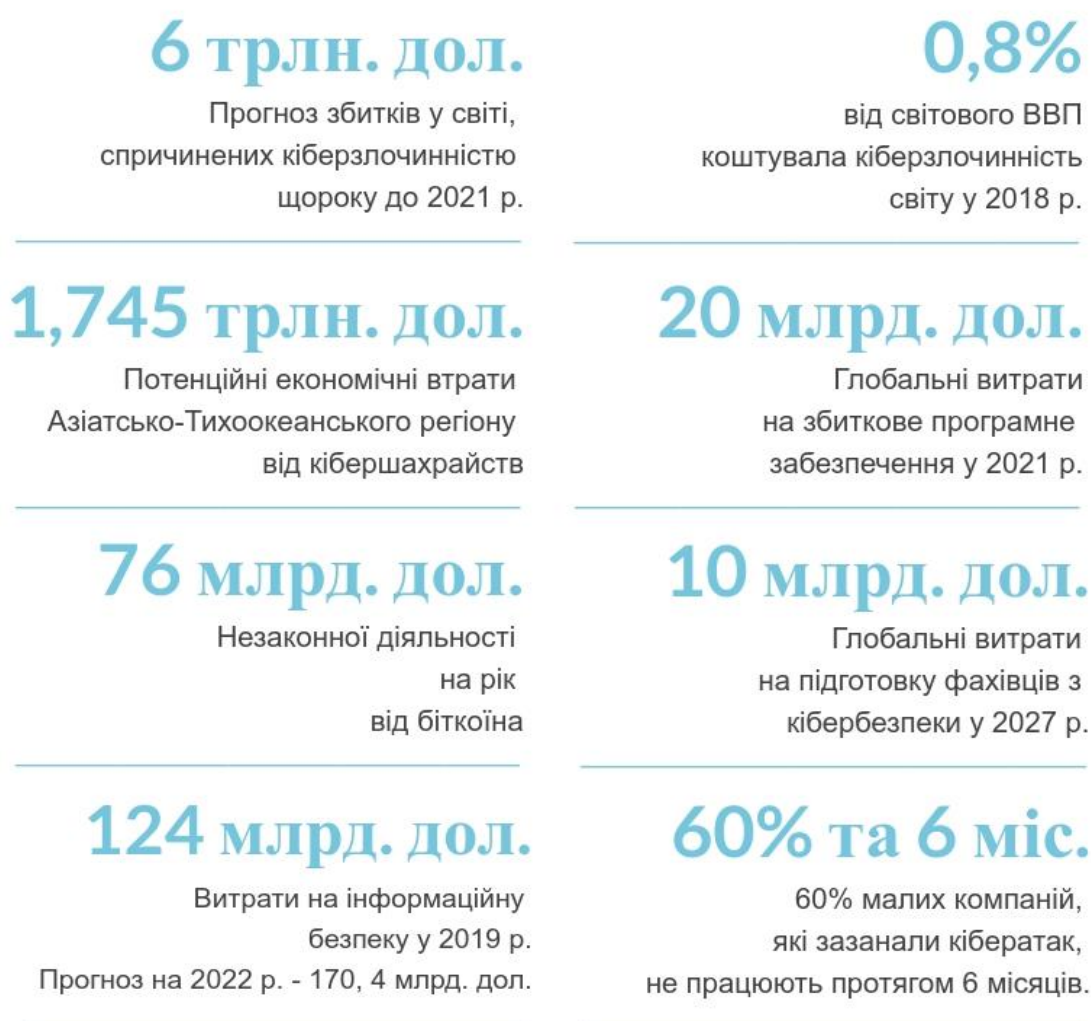 6 трлн. дол.
Прогноз збитків у світі,
спричинених кіберзлочинністю
щороку до 2021 р.
0,8%
від світового ВВП
коштувала кіберзлочинність
світу у 2018 р.
1,745 трлн. дол.
Потенційні економічні втрати
Азіатсько-Тихоокеанського регіону
від кібершахрайств
20 млрд. дол.
Глобальні витрати
на збиткове програмне
забезпечення у 2021 р.
76 млрд. дол.
Незаконної діяльності
на рік
від біткоїна
10 млрд. дол.
Глобальні витрати
на підготовку фахівців з
кібербезпеки у 2027 р.
124 млрд. дол.
Витрати на інформаційну
безпеку у 2019 р.
Прогноз на 2022 р. - 170, 4 млрд. дол.
60% та 6 міс.
60% малих компаній,
які зазанали кібератак,
не працюють протягом 6 місяців.